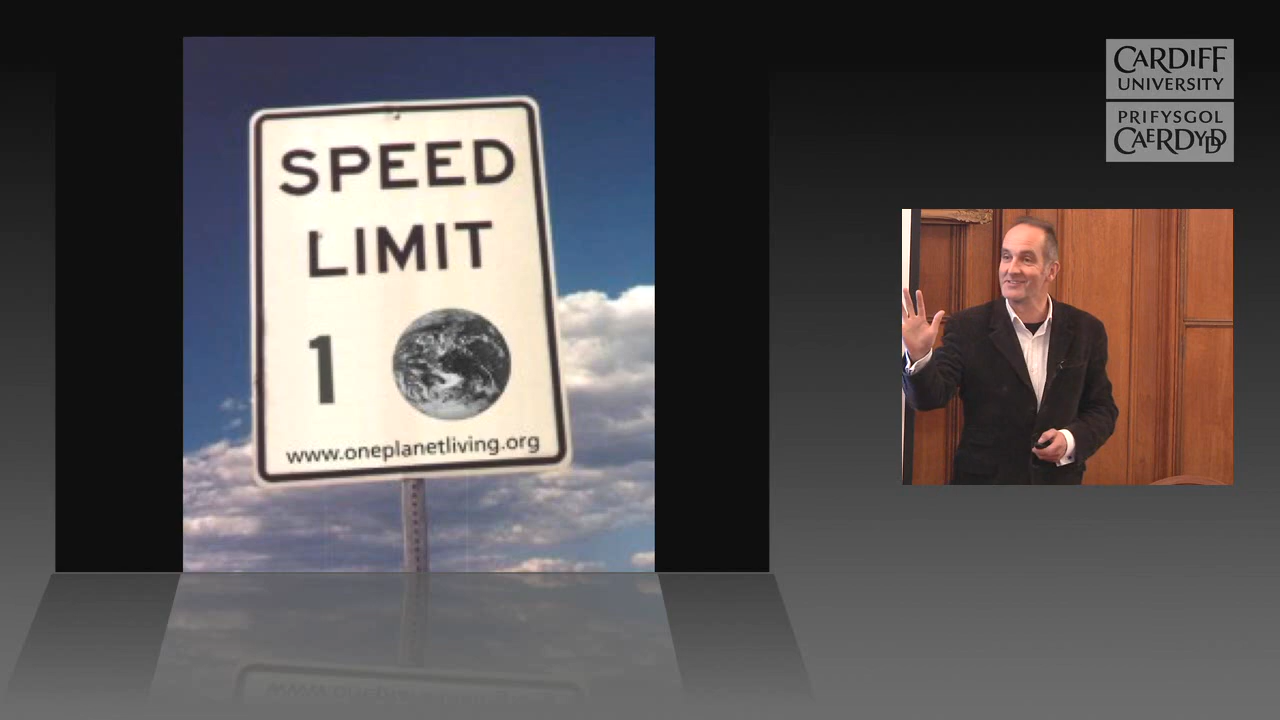 SPEED
LIMIT
1
www.oneplanetliving.org
CARDIFF
UNIVERSITY
PRIFYSGOL
CAERDYDD